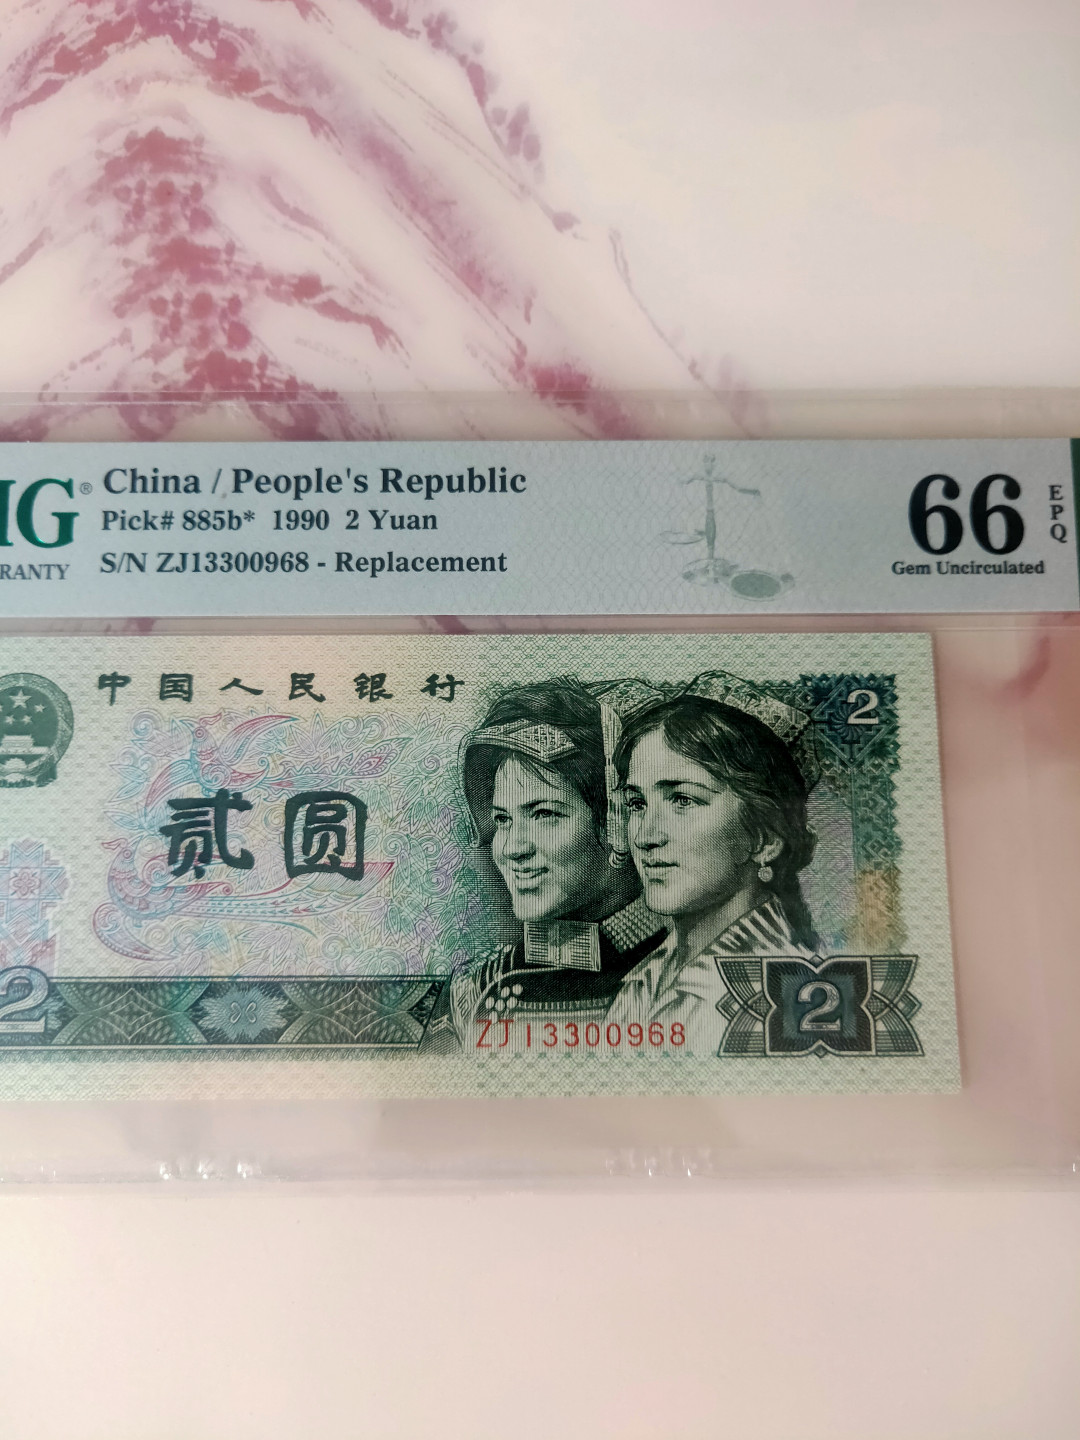 MG® China / People's Republic
Pick# 885b* 1990 2 Yuan
RANTY S/N ZJ13300968 - Replacement
66 EPQ
Gem Uncirculated
中国人民银行
2
贰圆
2
2
ZJ13300968